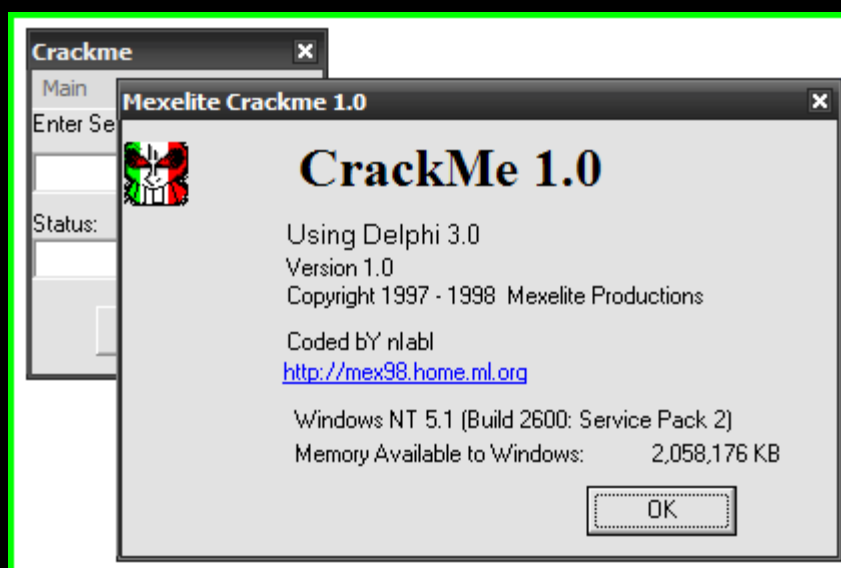 Crackme
Main
Enter Se
Status:
Mexelite Crackme 1.0
CrackMe 1.0
Using Delphi 3.0
Version 1.0
Copyright 1997 - 1998 Mexelite Productions
Coded bY nIabI
http://mex98.home.ml.org
Windows NT 5.1 (Build 2600: Service Pack 2)
Memory Available to Windows: 2,058,176 KB
OK